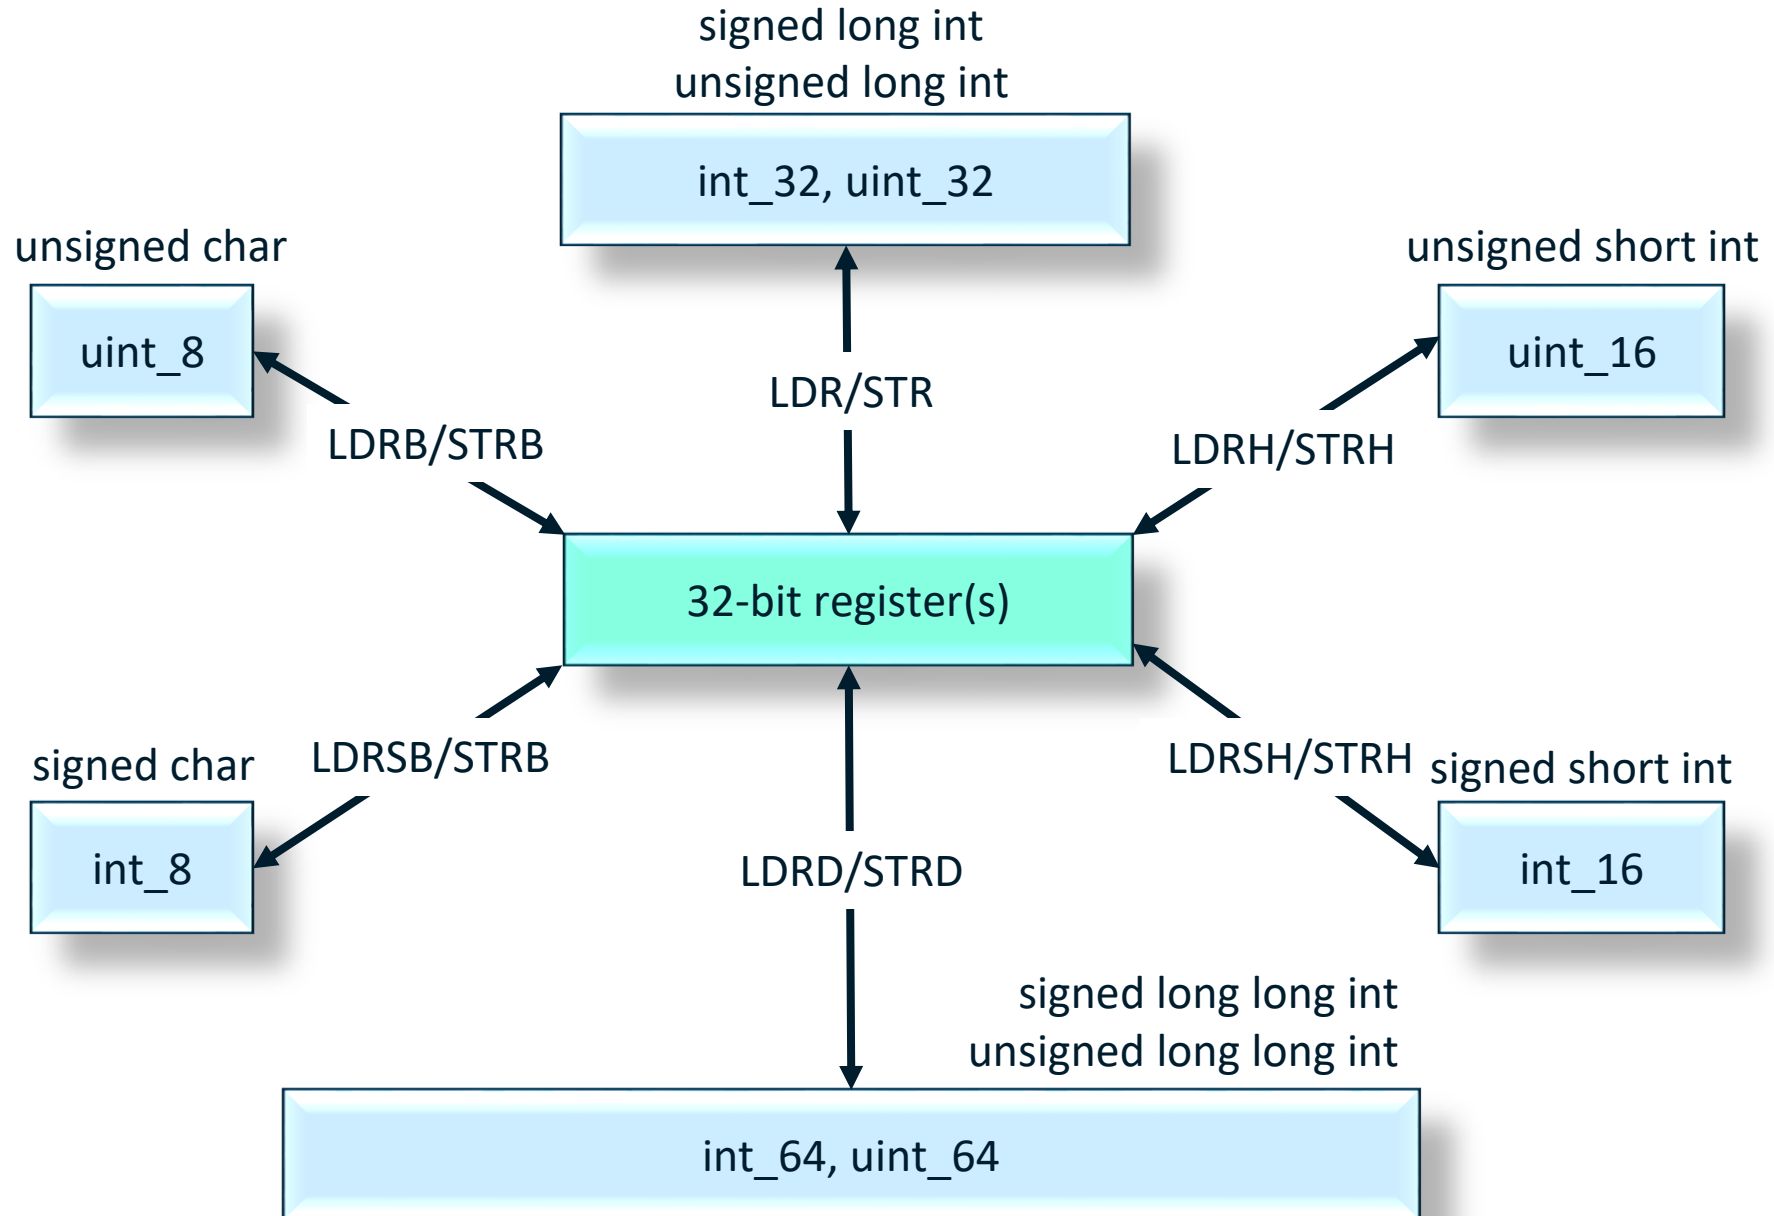 signed long int
unsigned long int
int_32, uint_32
unsigned char
unsigned short int
uint_8
uint_16
LDR/STR
LDRB/STRB
LDRH/STRH
32-bit register(s)
LDRSB/STRB
LDRSH/STRH
signed char
signed short int
int_8
int_16
LDRD/STRD
signed long long int
unsigned long long int
int_64, uint_64